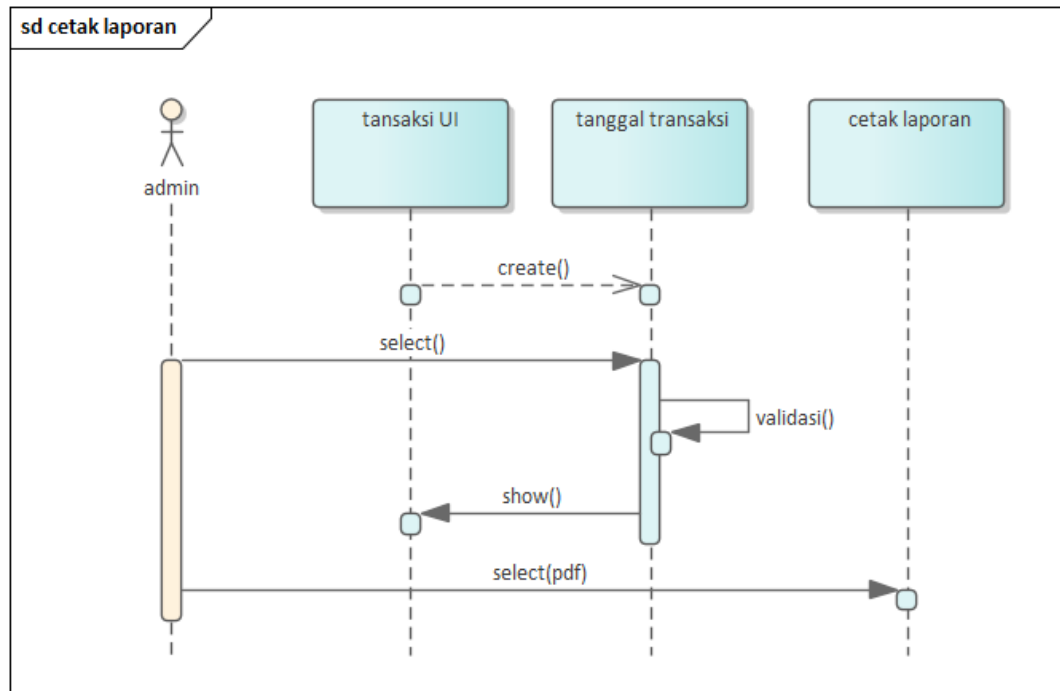 sd cetak laporan
tansaksi UI
tanggal transaksi
cetak laporan
admin
create()
select()
validasi()
show()
select(pdf)